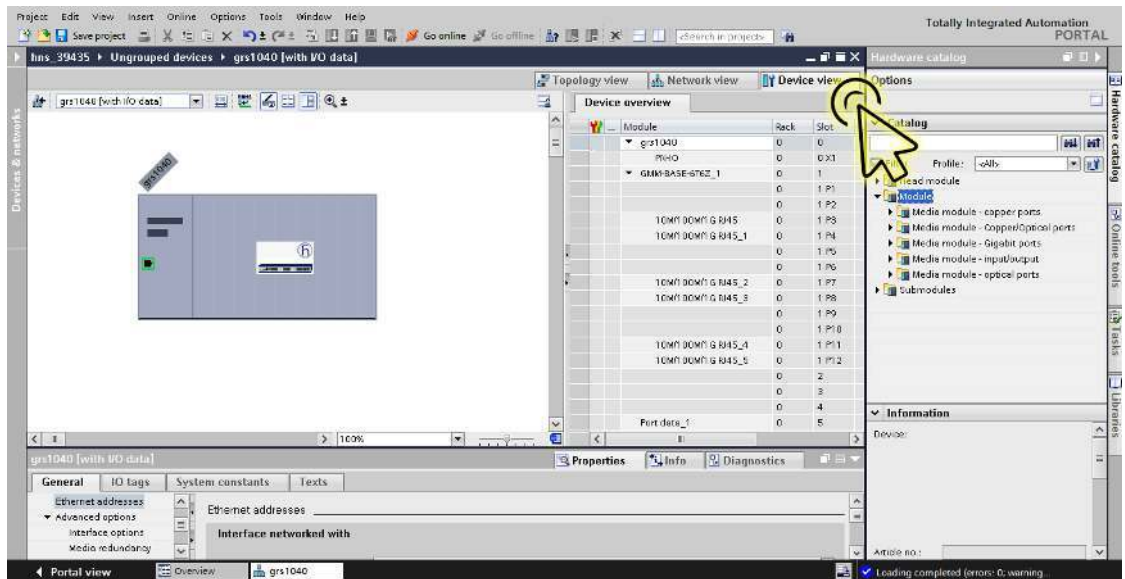 Project Edit View Insert Online Options Tools Window Help
Totally Integrated Automation
PORTAL
Save project
Go online
Go offline
<Search in project>
hns_39435 ▸ Ungrouped devices ▸ grs1040 [with I/O data]
Hardware catalog
Topology view Network view Device view
Options
grs1040 [with I/O data]
Device overview
Module Rack Slot
grs1040 0 0
PN-IO 0 0 X1
GMM-BASE-6T6Z_1 0 1
0 1 P1
0 1 P2
10M/100M/1G RJ45 0 1 P3
10M/100M/1G RJ45_1 0 1 P4
0 1 P5
0 1 P6
10M/100M/1G RJ45_2 0 1 P7
10M/100M/1G RJ45_3 0 1 P8
0 1 P9
0 1 P10
10M/100M/1G RJ45_4 0 1 P11
10M/100M/1G RJ45_5 0 1 P12
0 2
0 3
0 4
Port data_1 0 5
grs1040
100%
Catalog
Profile: <All>
Head module
Module
Media module - copper ports
Media module - Copper/Optical ports
Media module - Gigabit ports
Media module - input/output
Media module - optical ports
Submodules
Information
Device:
Article no.:
Devices & networks
Hardware catalog
Online tools
Tasks
Libraries
grs1040 [with I/O data]
Properties Info Diagnostics
General IO tags System constants Texts
Ethernet addresses
Advanced options
Interface options
Media redundancy
Ethernet addresses
Interface networked with
Portal view Overview grs1040
Loading completed (errors: 0; warning